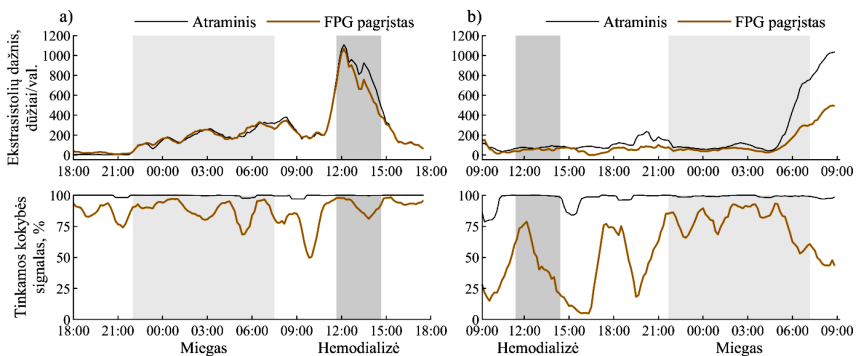 a)
Atraminis
FPG pagrįstas
Ekstrasistolių dažnis,
dūžiai/val.
1200
1000
800
600
400
200
0
18:00 21:00 00:00 03:00 06:00 09:00 12:00 15:00 18:00
Tinkamos kokybės
signalas, %
100
75
50
25
0
18:00 21:00 00:00 03:00 06:00 09:00 12:00 15:00 18:00
Miegas
Hemodializė
b)
Atraminis
FPG pagrįstas
1200
1000
800
600
400
200
0
09:00 12:00 15:00 18:00 21:00 00:00 03:00 06:00 09:00
100
75
50
25
0
09:00 12:00 15:00 18:00 21:00 00:00 03:00 06:00 09:00
Hemodializė
Miegas